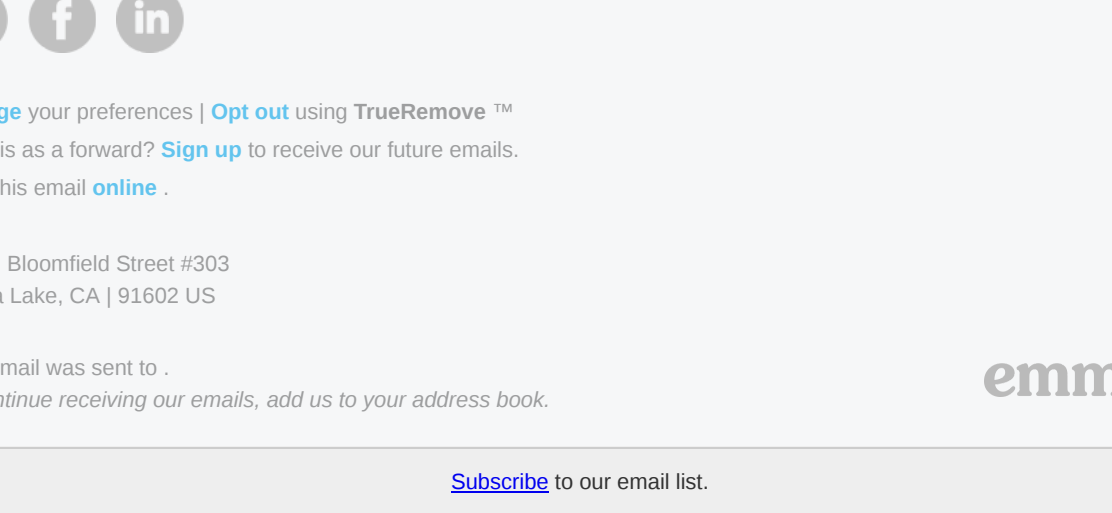 f in
ge your preferences | Opt out using TrueRemove ™
is as a forward? Sign up to receive our future emails.
his email online .
Bloomfield Street #303
a Lake, CA | 91602 US
mail was sent to .
ntinue receiving our emails, add us to your address book.
emm
Subscribe to our email list.